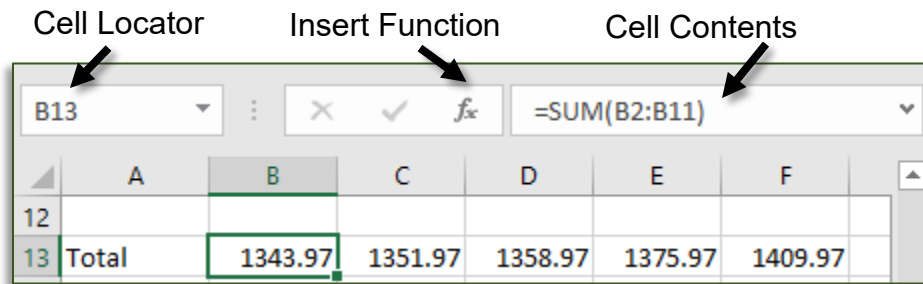 Cell Locator Insert Function Cell Contents
B13 fx =SUM(B2:B11)
A B C D E F
12
13 Total 1343.97 1351.97 1358.97 1375.97 1409.97